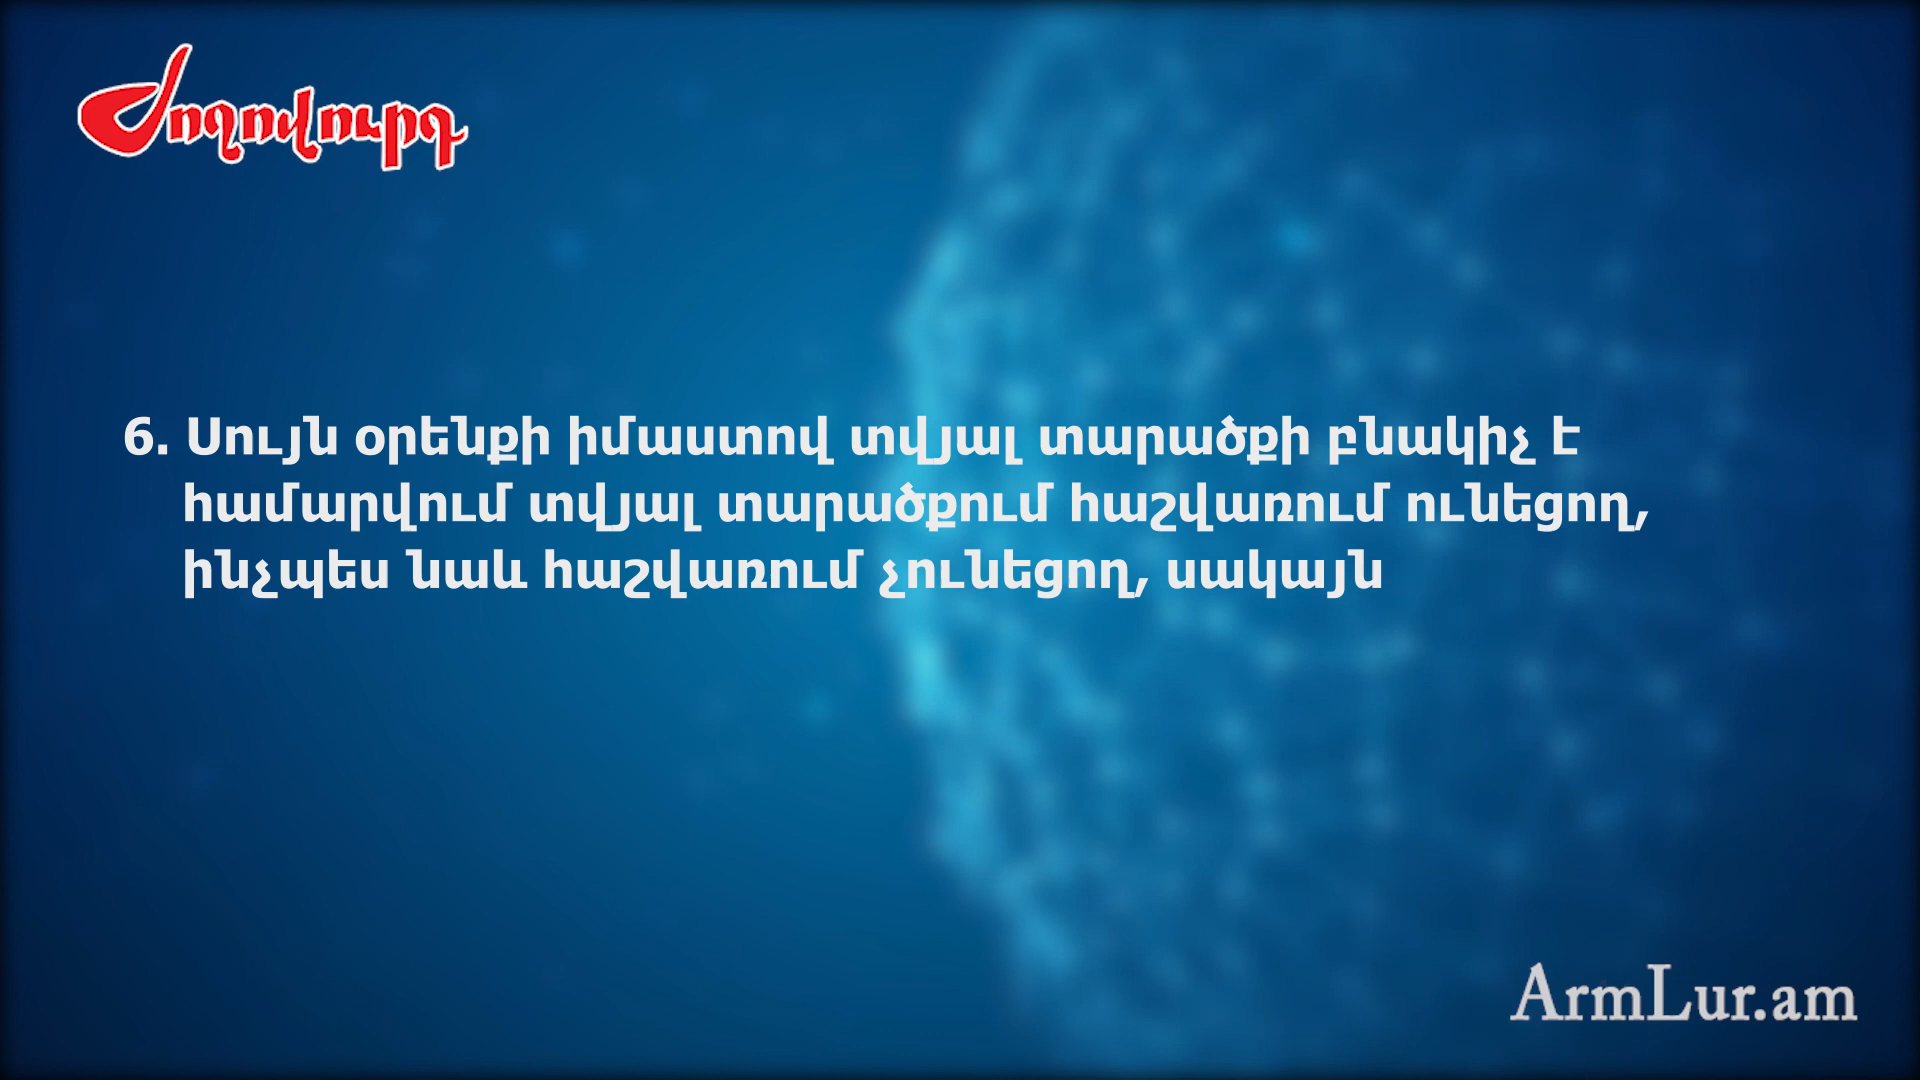 Ժողովուրդ
6. Սույն օրենքի իմաստով տվյալ տարածքի բնակիչ է
համարվում տվյալ տարածքում հաշվառում ունեցող,
ինչպես նաև հաշվառում չունեցող, սակայն
ArmLur.am